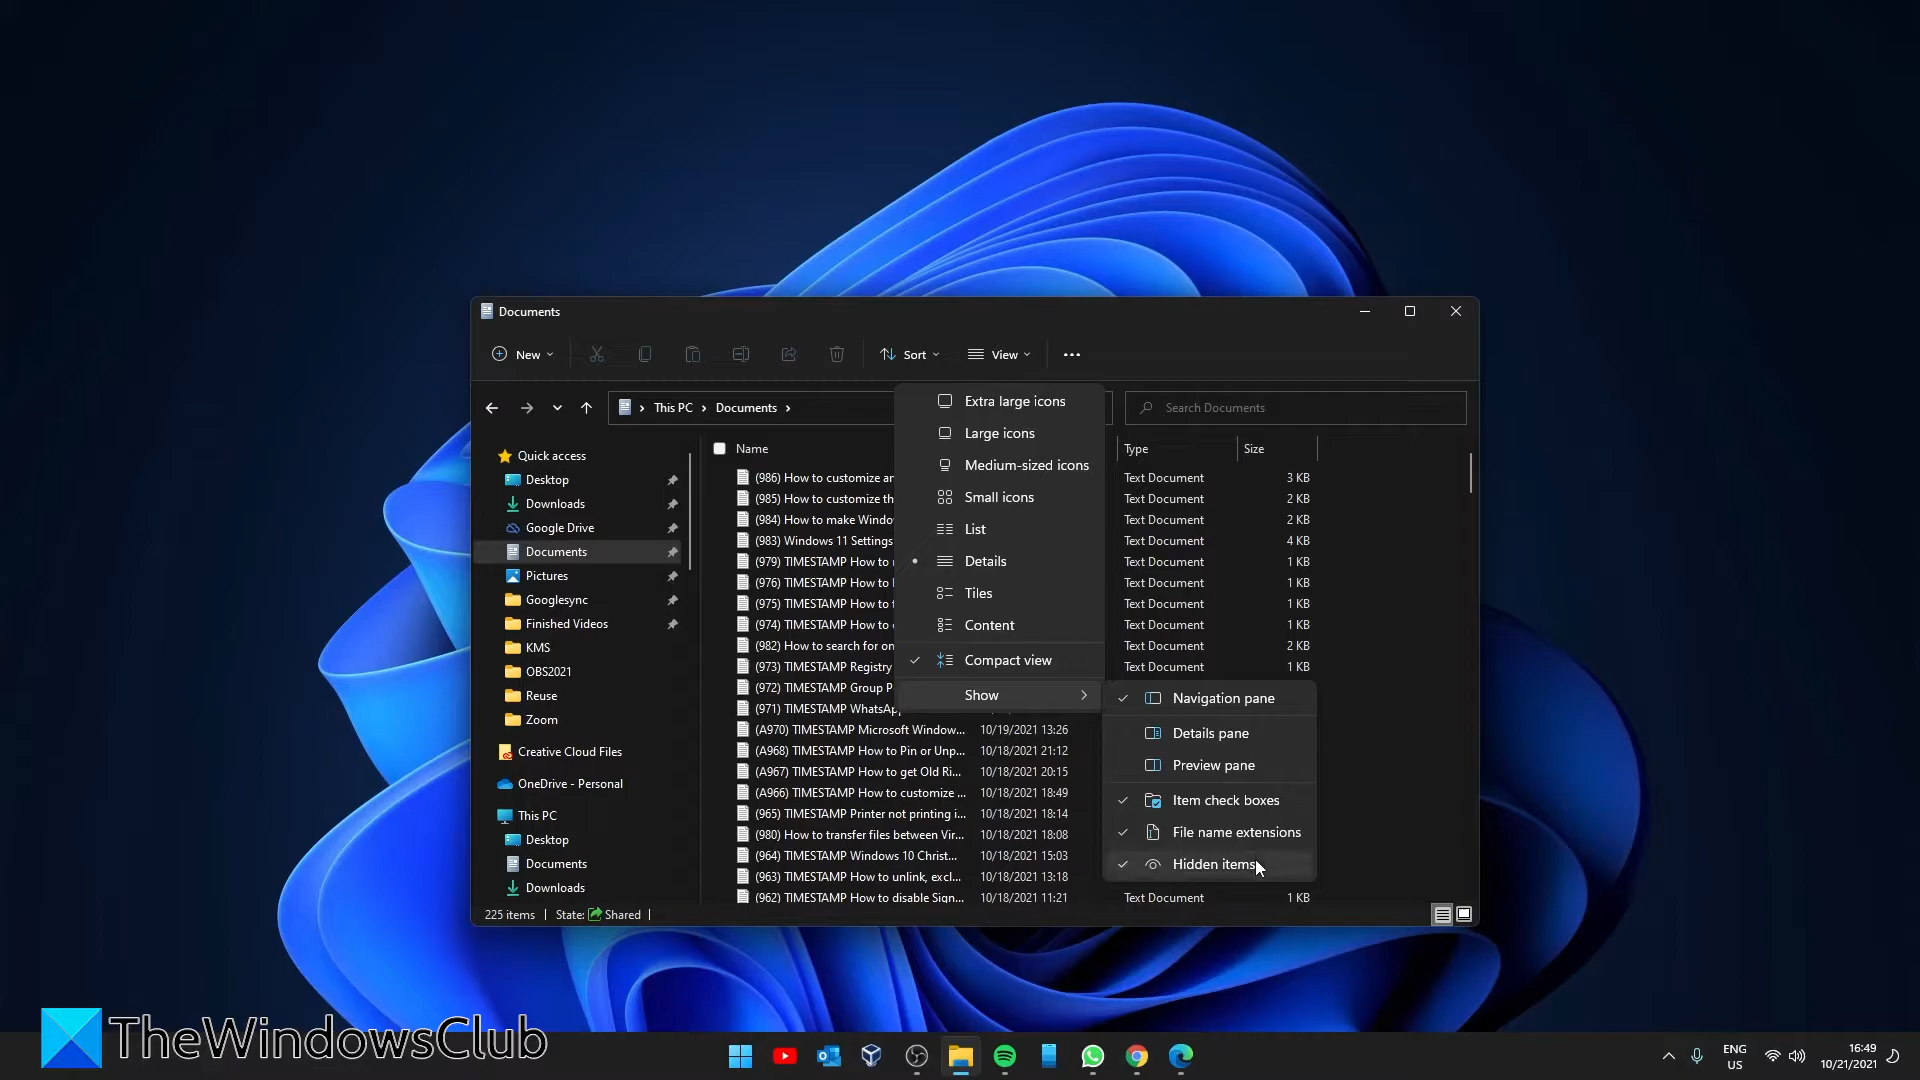 Documents
New
Sort
View
This PC
Documents
Search Documents
Extra large icons
Large icons
Medium-sized icons
Small icons
List
Details
Tiles
Content
Compact view
Show
Navigation pane
Details pane
Preview pane
Item check boxes
File name extensions
Hidden items
Quick access
Desktop
Downloads
Google Drive
Documents
Pictures
Googlesync
Finished Videos
KMS
OBS2021
Reuse
Zoom
Creative Cloud Files
OneDrive - Personal
This PC
Desktop
Documents
Downloads
Name Type Size
(986) How to customize Text Document 3 KB
(985) How to customize Text Document 2 KB
(984) How to make Text Document 2 KB
(983) Windows 11 Settings Text Document 4 KB
(979) TIMESTAMP How to Text Document 1 KB
(976) TIMESTAMP How to Text Document 1 KB
(975) TIMESTAMP How to Text Document 1 KB
(974) TIMESTAMP How to Text Document 1 KB
(982) How to search for Text Document 2 KB
(973) TIMESTAMP Registry Text Document 1 KB
(972) TIMESTAMP Group
(971) TIMESTAMP WhatsApp
(A970) TIMESTAMP Microsoft Window... 10/19/2021 13:26
(A968) TIMESTAMP How to Pin or Unp... 10/18/2021 21:12
(A967) TIMESTAMP How to get Old Ri... 10/18/2021 20:15
(A966) TIMESTAMP How to customize ... 10/18/2021 18:49
(965) TIMESTAMP Printer not printing i... 10/18/2021 18:14
(980) How to transfer files between Vir... 10/18/2021 18:08
(964) TIMESTAMP Windows 10 Christ... 10/18/2021 15:03
(963) TIMESTAMP How to unlink, excl... 10/18/2021 13:18
(962) TIMESTAMP How to disable Sign... 10/18/2021 11:21 Text Document 1 KB
225 items State: Shared
TheWindowsClub
ENG
US
16:49
10/21/2021